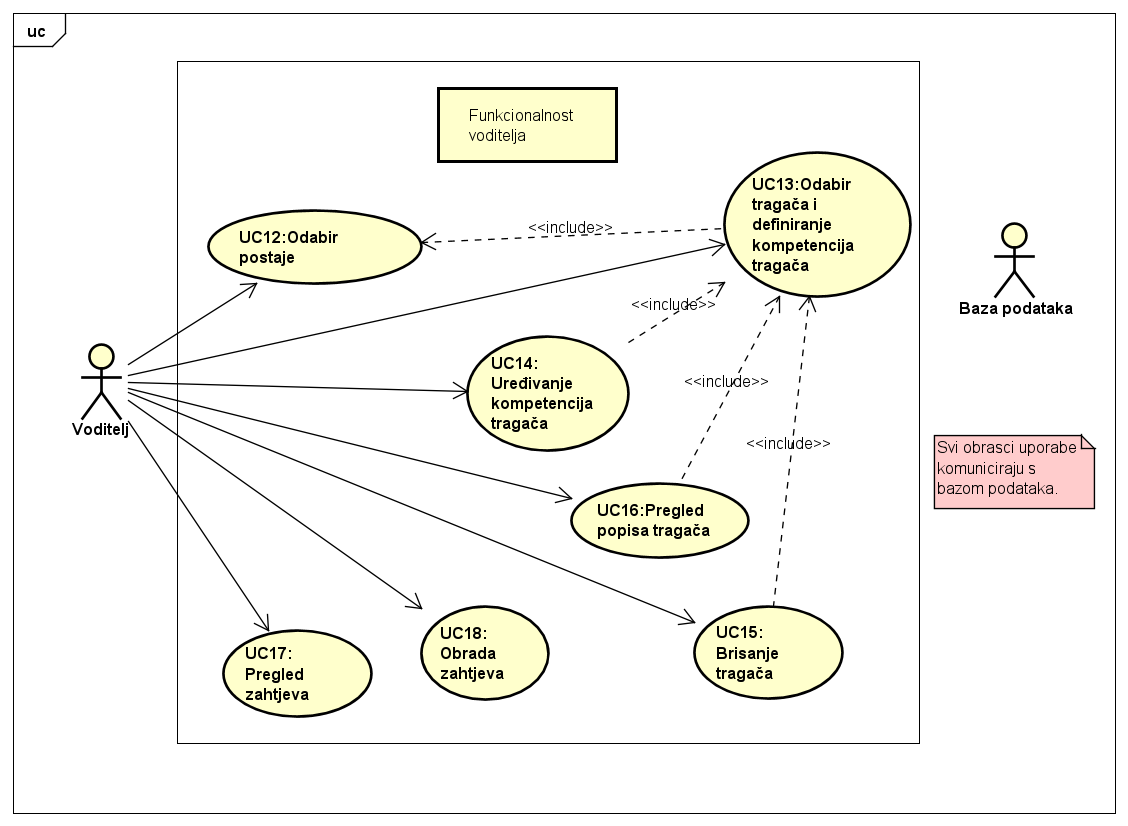 uc
Funkcionalnost
voditelja
UC13:Odabir
tragača i
definiranje
kompetencija
tragača
UC12:Odabir
postaje
<<include>>
Baza podataka
<<include>>
UC14:
Uređivanje
kompetencija
tragača
<<include>>
Voditelj
<<include>>
Svi obrasci uporabe
komuniciraju s
bazom podataka.
UC16:Pregled
popisa tragača
UC17:
Pregled
zahtjeva
UC18:
Obrada
zahtjeva
UC15:
Brisanje
tragača